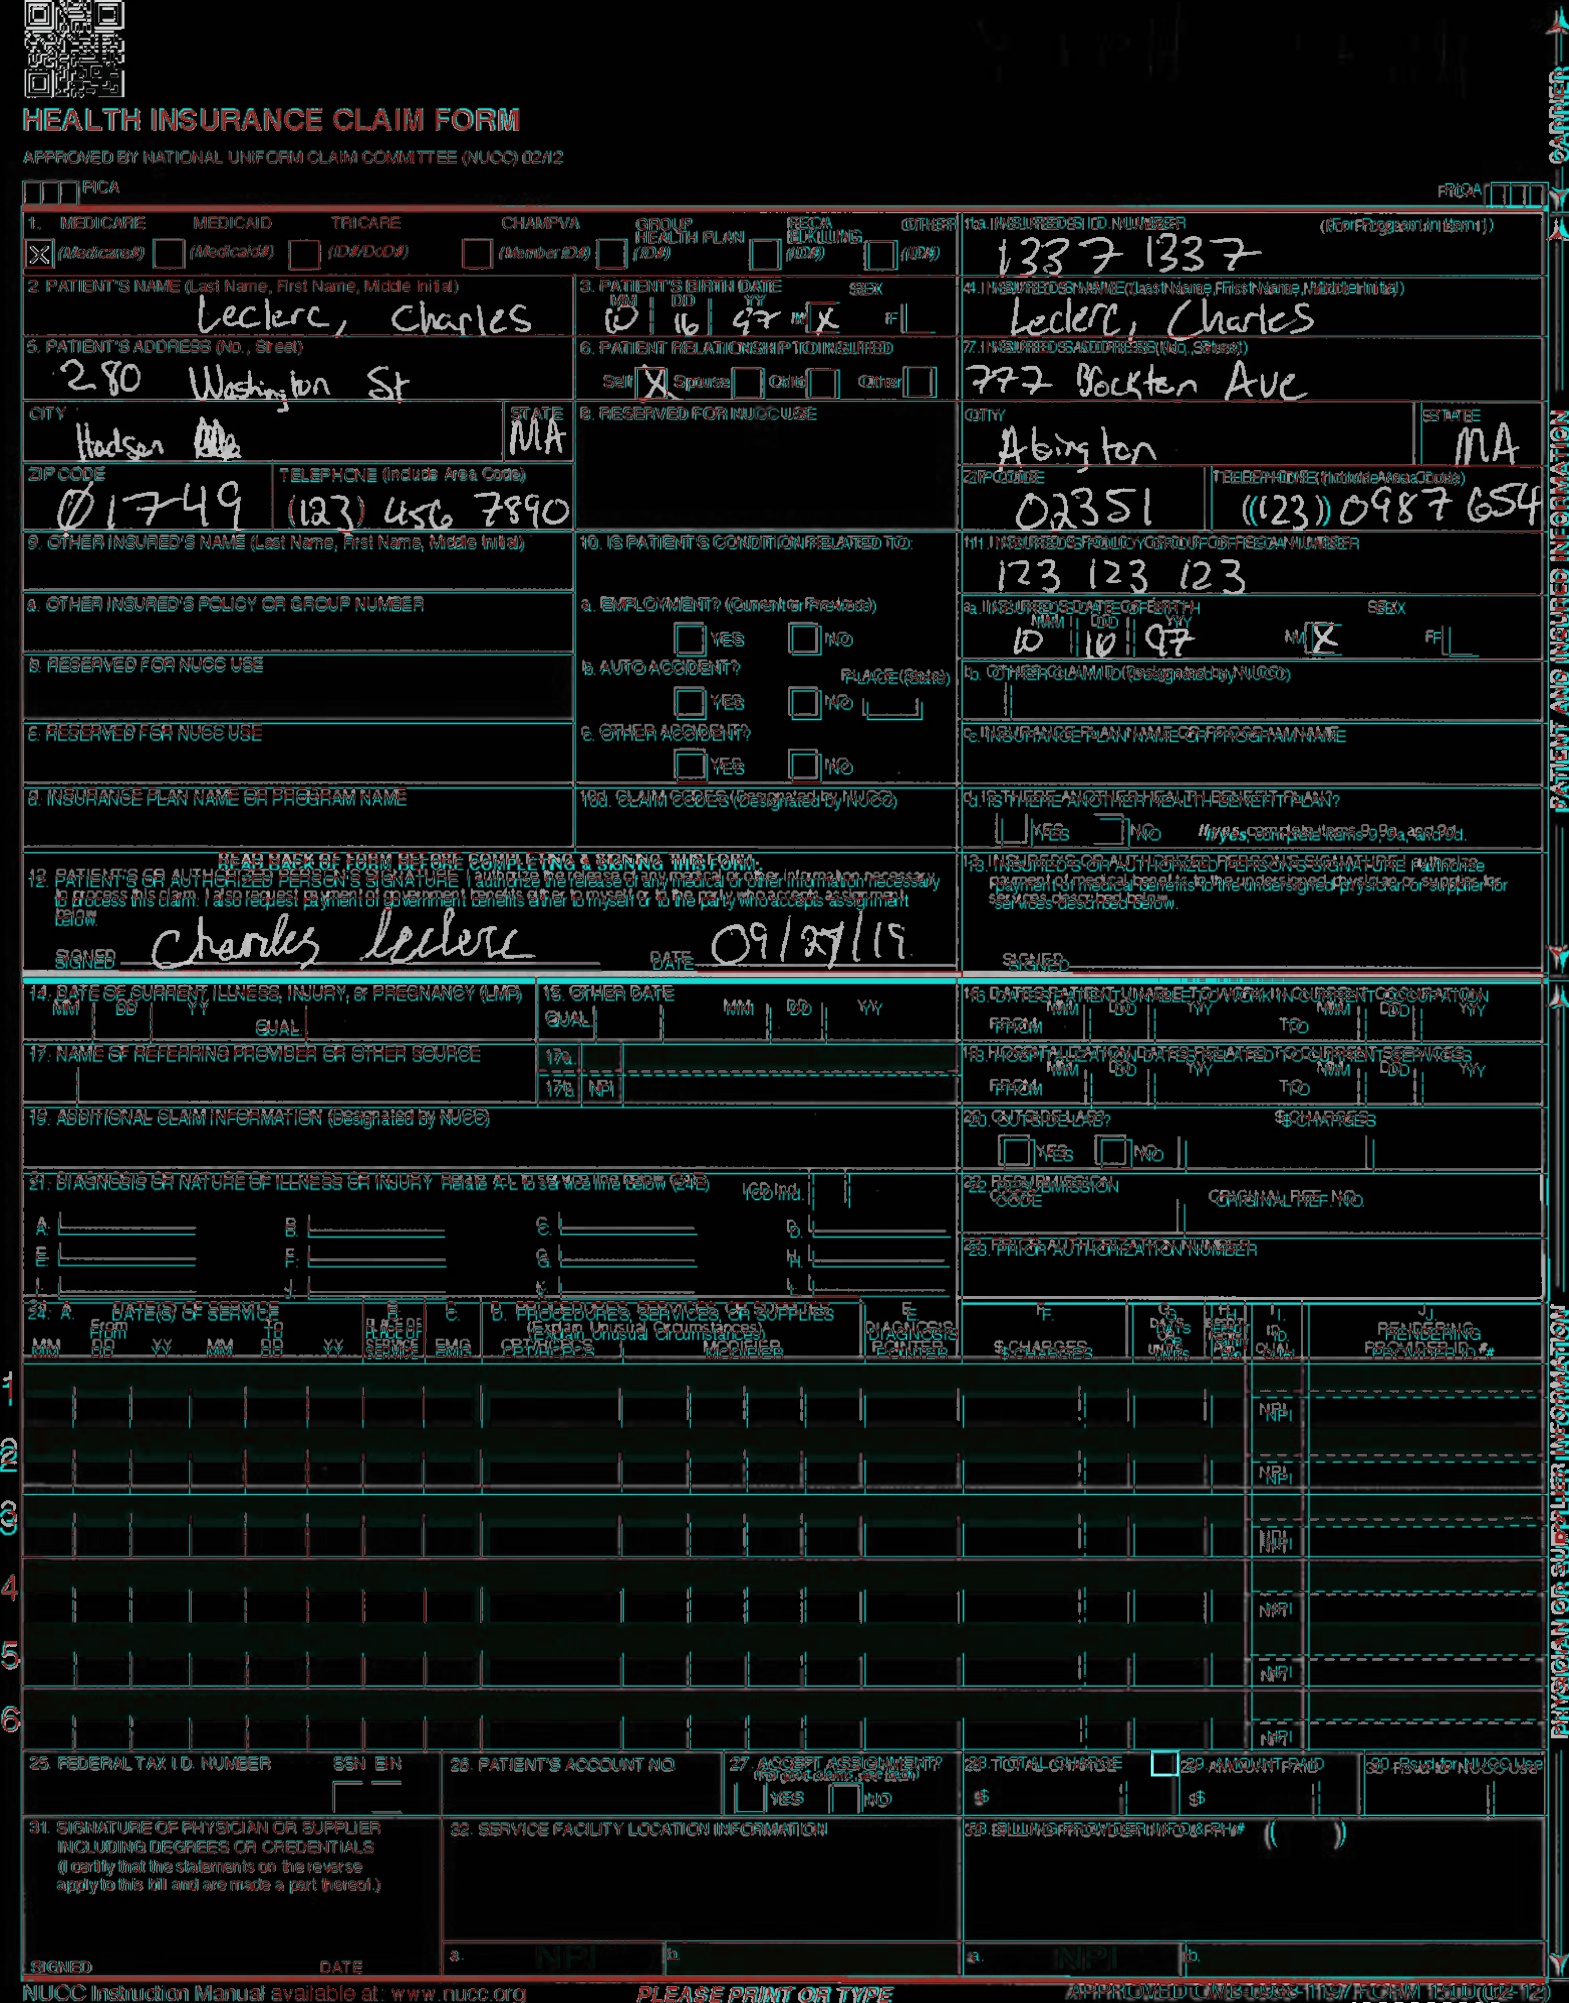 HEALTH INSURANCE CLAIM FORM
APPROVED BY NATIONAL UNIFORM CLAIM COMMITTEE (NUCC) 02/12
PICA PICA
1. MEDICARE MEDICAID TRICARE CHAMPVA GROUP HEALTH PLAN FECA BLKLUNG OTHER 1a. INSURED'S I.D. NUMBER (For Program in Item 1)
X (Medicare#) (Medicaid#) (ID#/DoD#) (Member ID#) (ID#) (ID#) (ID#) 1337 1337
2. PATIENT'S NAME (Last Name, First Name, Middle Initial) 3. PATIENT'S BIRTH DATE SEX 4. INSURED'S NAME (Last Name, First Name, Middle Initial)
MM DD YY
Leclerc, Charles 10 16 97 M X F Leclerc, Charles
5. PATIENT'S ADDRESS (No., Street) 6. PATIENT RELATIONSHIP TO INSURED 7. INSURED'S ADDRESS (No., Street)
280 Washington St Self X Spouse Child Other 777 Brockton Ave
CITY STATE 8. RESERVED FOR NUCC USE CITY STATE
Hudson MA Abington MA
ZIP CODE TELEPHONE (Include Area Code) ZIP CODE TELEPHONE (Include Area Code)
01749 (123) 456 7890 02351 (123) 0987 654
9. OTHER INSURED'S NAME (Last Name, First Name, Middle Initial) 10. IS PATIENT'S CONDITION RELATED TO: 11. INSURED'S POLICY GROUP OR FECA NUMBER
123 123 123
a. OTHER INSURED'S POLICY OR GROUP NUMBER a. EMPLOYMENT? (Current or Previous) a. INSURED'S DATE OF BIRTH SEX
MM DD YY
YES NO 10 16 97 M X F
b. RESERVED FOR NUCC USE b. AUTO ACCIDENT? PLACE (State) b. OTHER CLAIM ID (Designated by NUCC)
YES NO
c. RESERVED FOR NUCC USE c. OTHER ACCIDENT? c. INSURANCE PLAN NAME OR PROGRAM NAME
YES NO
d. INSURANCE PLAN NAME OR PROGRAM NAME 10d. CLAIM CODES (Designated by NUCC) d. IS THERE ANOTHER HEALTH BENEFIT PLAN?
YES NO If yes, complete items 9, 9a, and 9d.
READ BACK OF FORM BEFORE COMPLETING & SIGNING THIS FORM.
12. PATIENT'S OR AUTHORIZED PERSON'S SIGNATURE I authorize the release of any medical or other information necessary
to process this claim. I also request payment of government benefits either to myself or to the party who accepts assignment
below.
SIGNED Charles Leclerc DATE 09/27/19
13. INSURED'S OR AUTHORIZED PERSON'S SIGNATURE I authorize
payment of medical benefits to the undersigned physician or supplier for
services described below.
SIGNED
14. DATE OF CURRENT ILLNESS, INJURY, or PREGNANCY (LMP) 15. OTHER DATE 16. DATES PATIENT UNABLE TO WORK IN CURRENT OCCUPATION
MM DD YY QUAL. QUAL. MM DD YY FROM MM DD YY TO MM DD YY
17. NAME OF REFERRING PROVIDER OR OTHER SOURCE 17a. 18. HOSPITALIZATION DATES RELATED TO CURRENT SERVICES
17b. NPI FROM MM DD YY TO MM DD YY
19. ADDITIONAL CLAIM INFORMATION (Designated by NUCC) 20. OUTSIDE LAB? $ CHARGES
YES NO
21. DIAGNOSIS OR NATURE OF ILLNESS OR INJURY Relate A-L to service line below (24E) ICD Ind. 22. RESUBMISSION CODE ORIGINAL REF. NO.
A. B. C. D.
E. F. G. H. 23. PRIOR AUTHORIZATION NUMBER
I. J. K. L.
24. A. DATE(S) OF SERVICE B. C. D. PROCEDURES, SERVICES, OR SUPPLIES E. F. G. H. I. J.
From To PLACE OF (Explain Unusual Circumstances) DIAGNOSIS DAYS OR ID. RENDERING
MM DD YY MM DD YY SERVICE EMG CPT/HCPCS MODIFIER POINTER $ CHARGES UNITS QUAL. PROVIDER ID. #
1 NPI
2 NPI
3 NPI
4 NPI
5 NPI
6 NPI
25. FEDERAL TAX I.D. NUMBER SSN EIN 26. PATIENT'S ACCOUNT NO. 27. ACCEPT ASSIGNMENT? 28. TOTAL CHARGE 29. AMOUNT PAID 30. Rsvd for NUCC Use
(For govt. claims, see back)
YES NO $ $
31. SIGNATURE OF PHYSICIAN OR SUPPLIER 32. SERVICE FACILITY LOCATION INFORMATION 33. BILLING PROVIDER INFO & PH # ( )
INCLUDING DEGREES OR CREDENTIALS
(I certify that the statements on the reverse
apply to this bill and are made a part thereof.)
SIGNED DATE a. NPI b. a. NPI b.
NUCC Instruction Manual available at: www.nucc.org PLEASE PRINT OR TYPE APPROVED OMB-0938-1197 FORM 1500 (02-12)
CARRIER
PATIENT AND INSURED INFORMATION
PHYSICIAN OR SUPPLIER INFORMATION